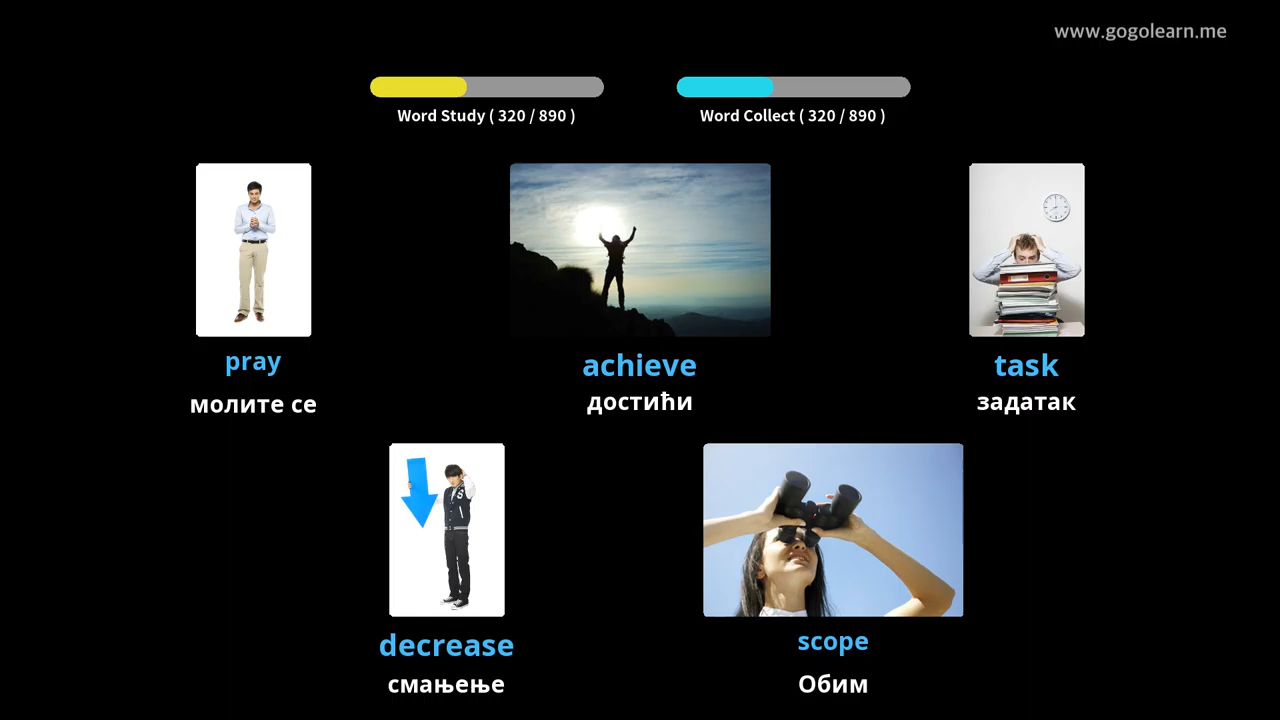 www.gogolearn.me
Word Study ( 320 / 890 )
Word Collect ( 320 / 890 )
pray
молите се
achieve
достићи
task
задатак
decrease
смањење
scope
Обим